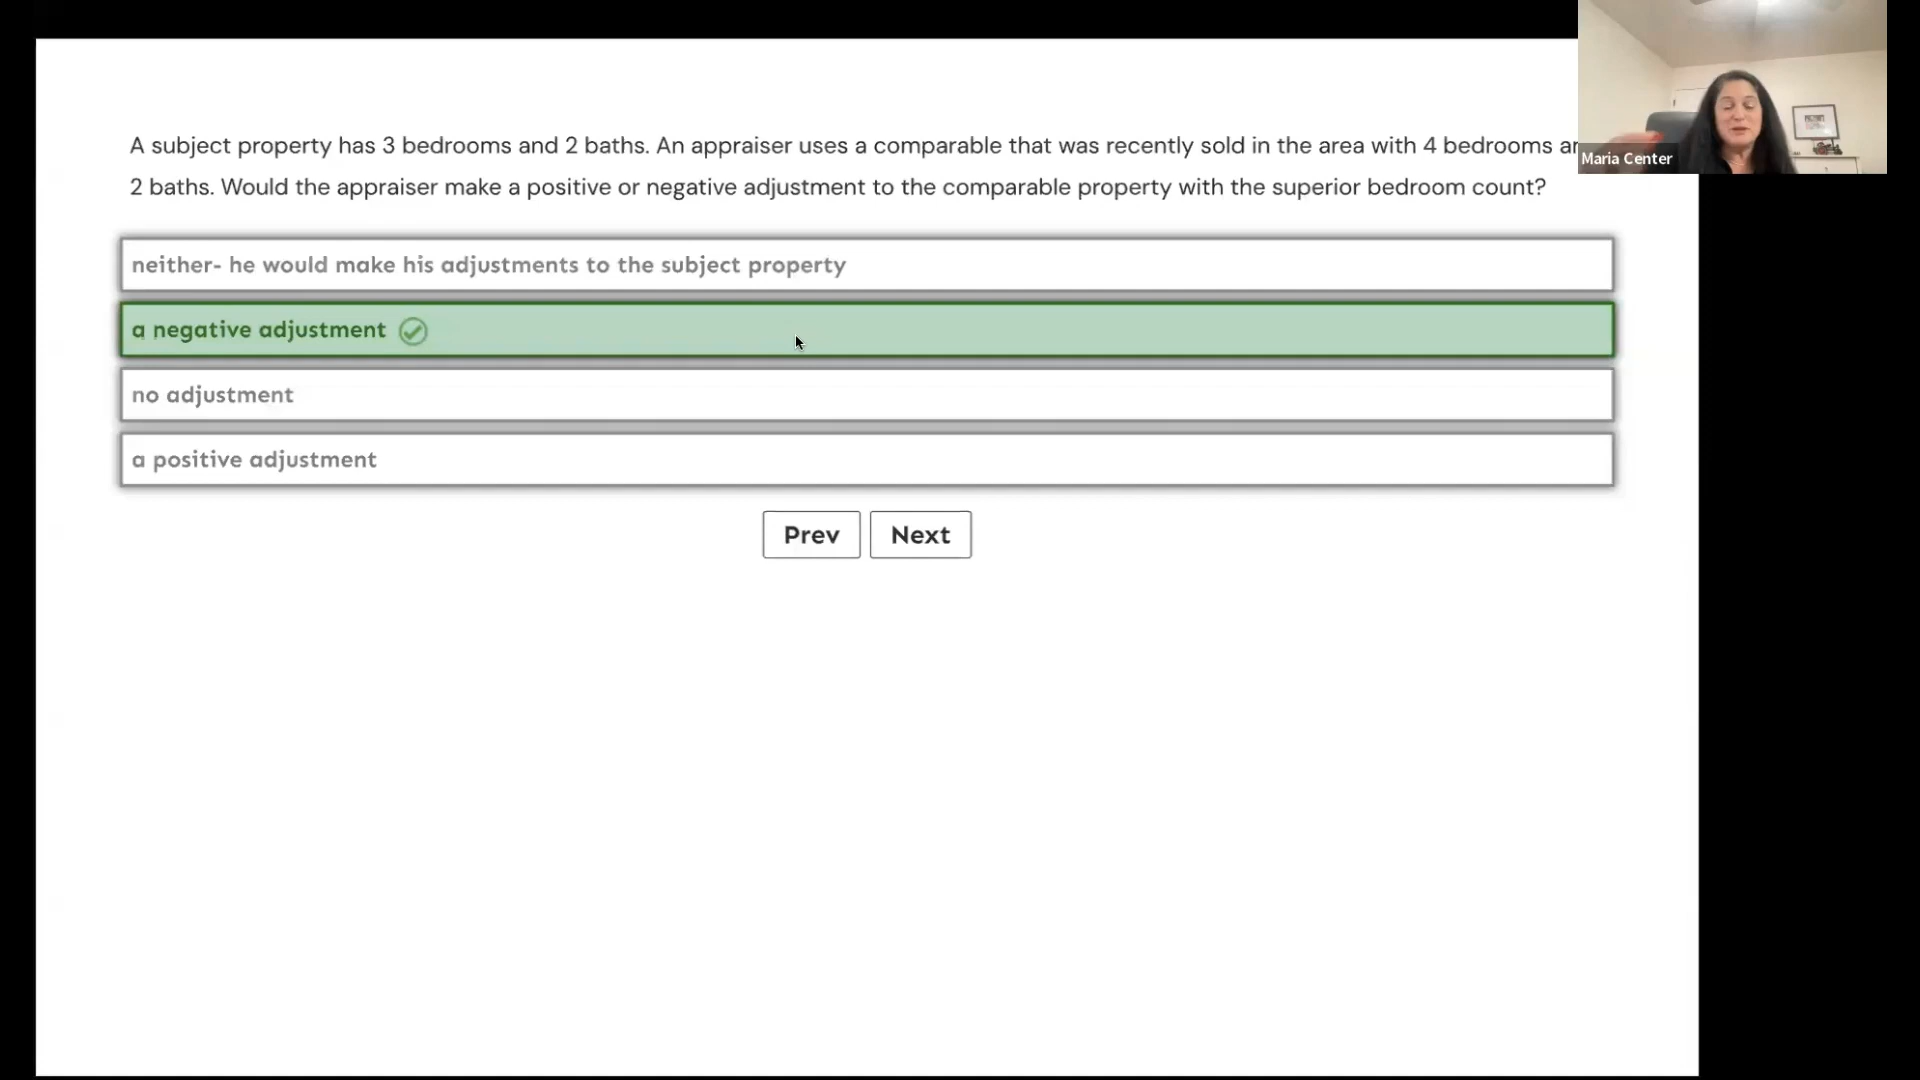 A subject property has 3 bedrooms and 2 baths. An appraiser uses a comparable that was recently sold in the area with 4 bedrooms
2 baths. Would the appraiser make a positive or negative adjustment to the comparable property with the superior bedroom count?
Maria Center
neither- he would make his adjustments to the subject property
a negative adjustment
no adjustment
a positive adjustment
Prev
Next